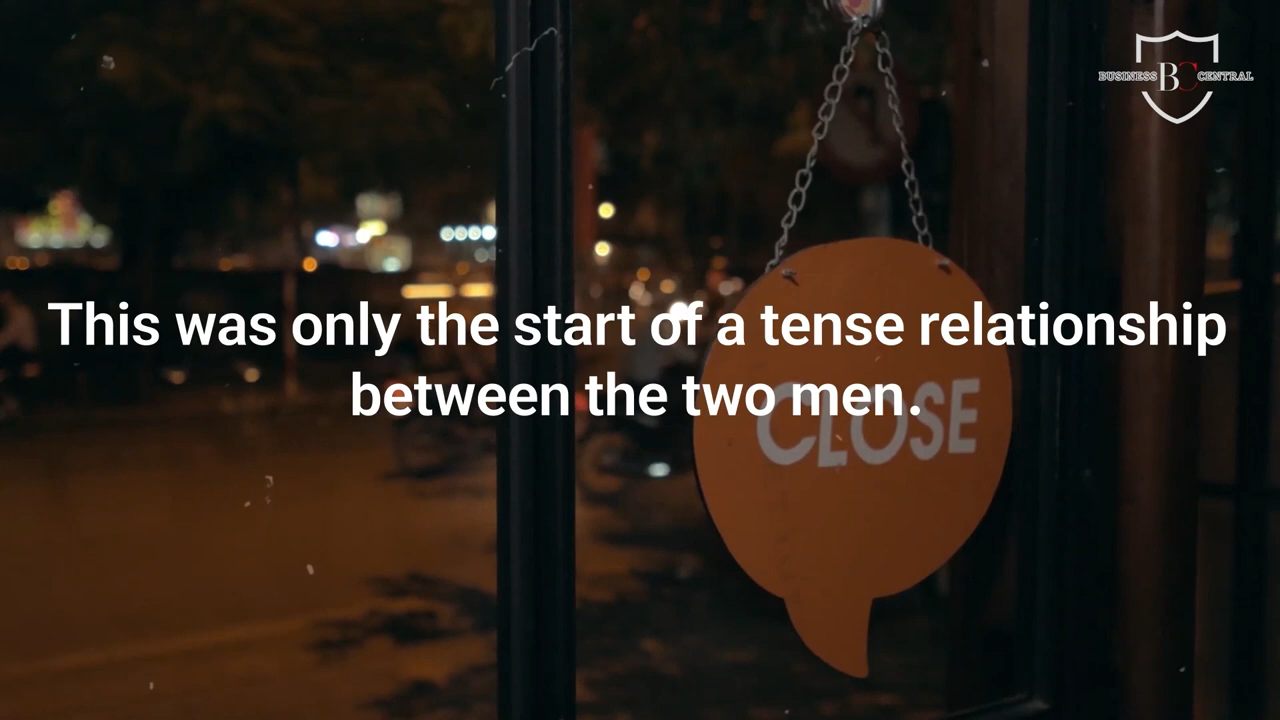 BUSINESS BC CENTRAL
This was only the start of a tense relationship
between the two men.
CLOSE